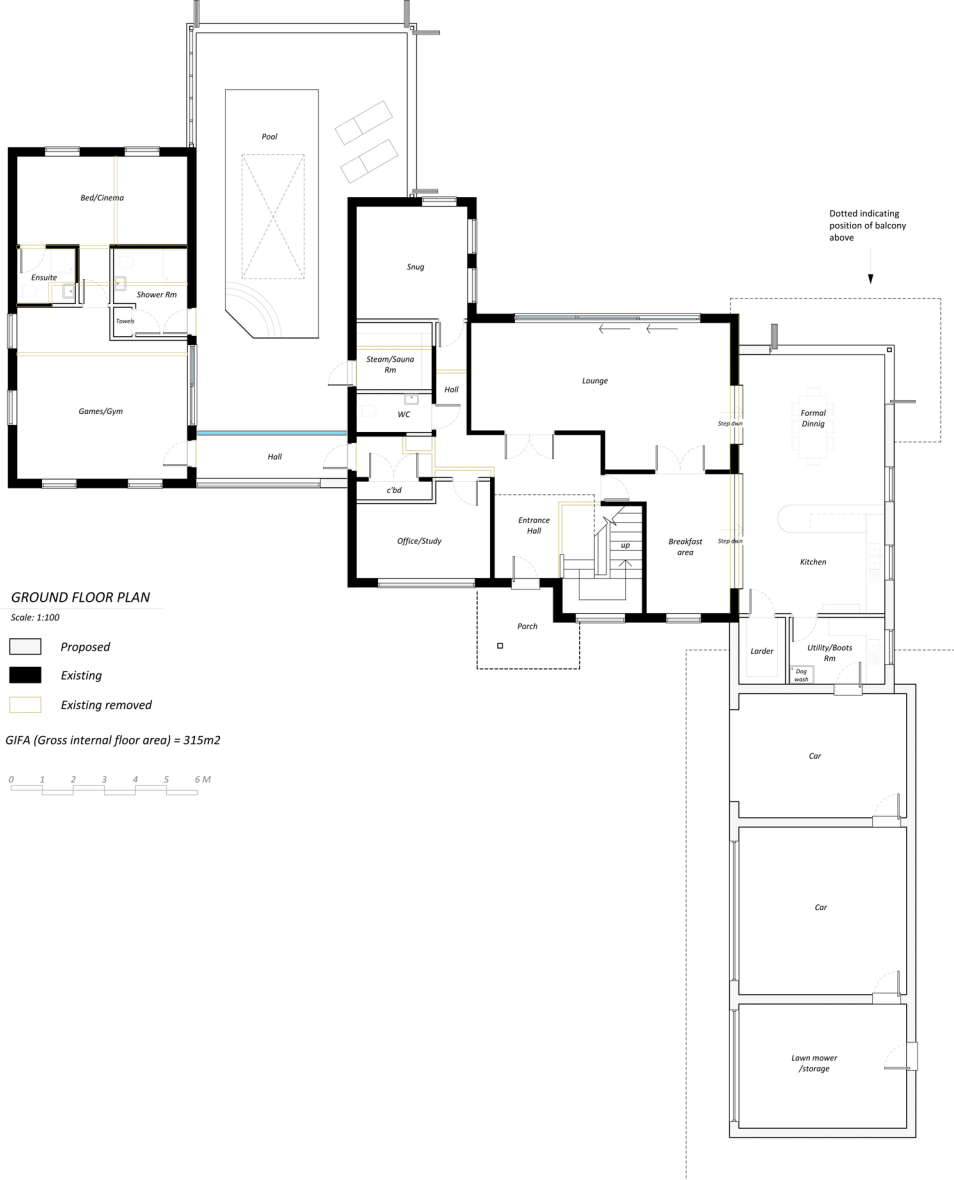 Pool
Bed/Cinema
Dotted indicating
position of balcony
above
Snug
Ensuite
Shower Rm
Towels
Steam/Sauna
Rm
Lounge
Hall
Games/Gym
WC
Formal
Dinnig
Step dwn
Hall
c'bd
Entrance
Hall
Office/Study
up
Breakfast
area
Step dwn
Kitchen
GROUND FLOOR PLAN
Scale: 1:100
Porch
Proposed
Larder
Utility/Boots
Rm
Existing
Dog
wash
Existing removed
GIFA (Gross internal floor area) = 315m2
Car
0 1 2 3 4 5 6 M
Car
Lawn mower
/storage